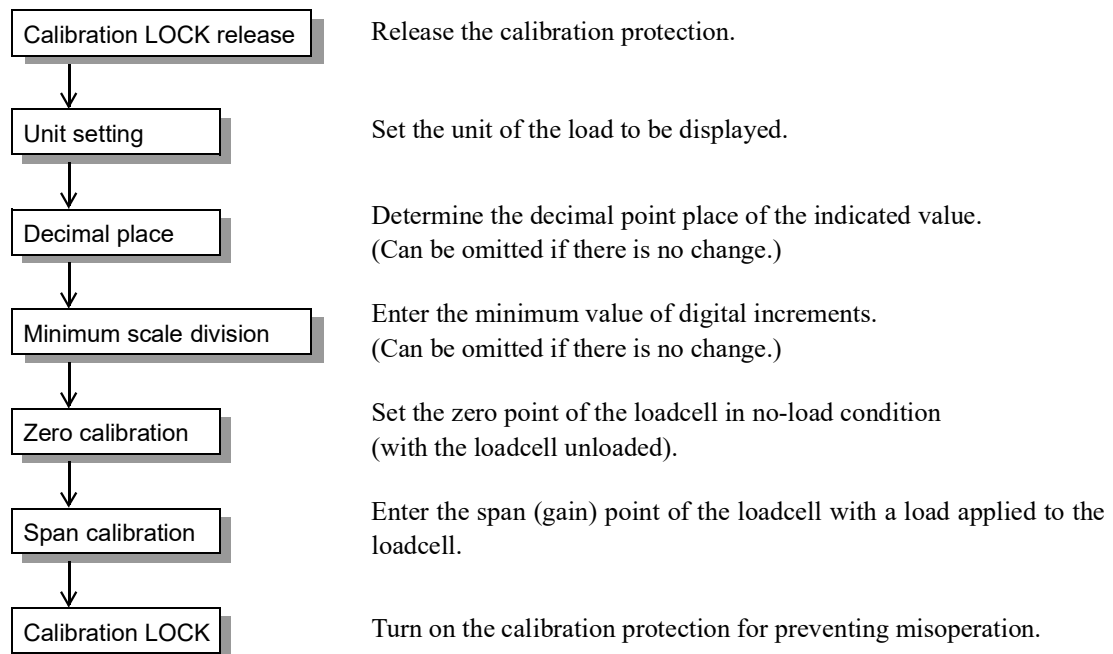 Calibration LOCK release
Release the calibration protection.
Unit setting
Set the unit of the load to be displayed.
Decimal place
Determine the decimal point place of the indicated value.
(Can be omitted if there is no change.)
Minimum scale division
Enter the minimum value of digital increments.
(Can be omitted if there is no change.)
Zero calibration
Set the zero point of the loadcell in no-load condition
(with the loadcell unloaded).
Span calibration
Enter the span (gain) point of the loadcell with a load applied to the
loadcell.
Calibration LOCK
Turn on the calibration protection for preventing misoperation.